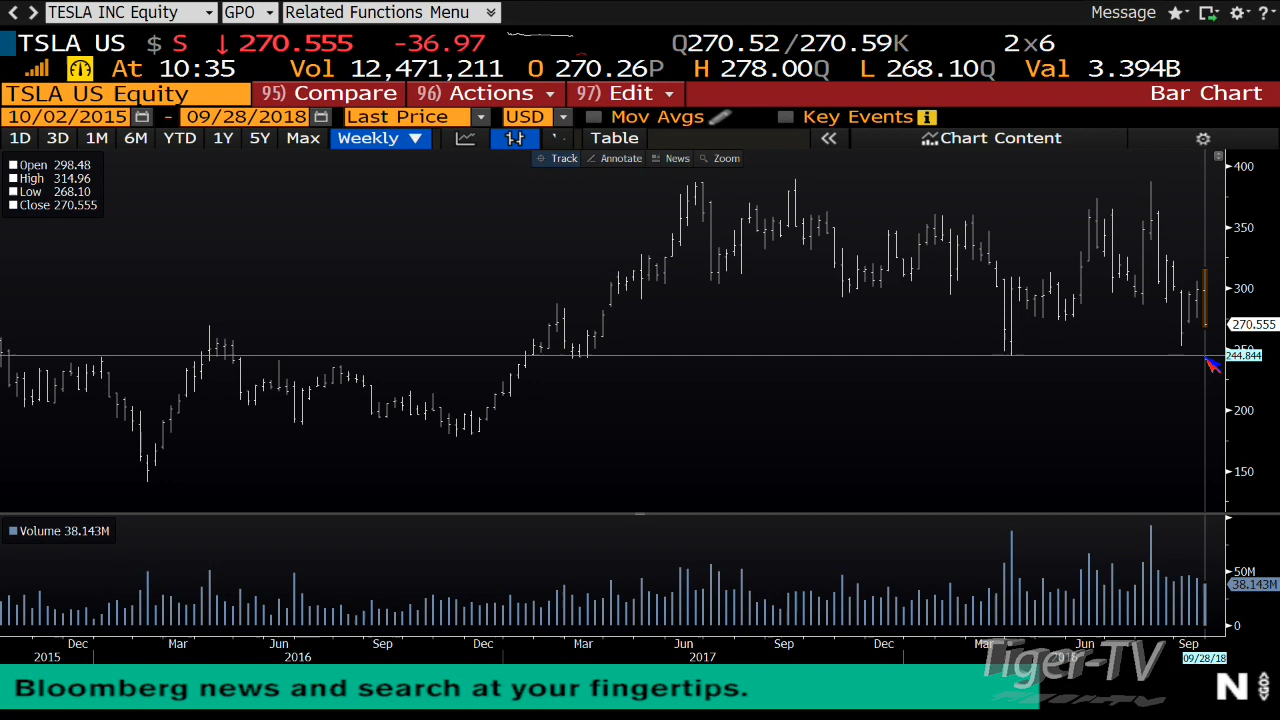 TESLA INC Equity GPO Related Functions Menu Message ?
TSLA US $ S ↓270.555 -36.97 Q270.52/270.59K 2x6
At 10:35 Vol 12,471,211 O 270.26P H 278.00Q L 268.10Q Val 3.394B
TSLA US Equity 95) Compare 96) Actions 97) Edit Bar Chart
10/02/2015 - 09/28/2018 Last Price USD Mov Avgs Key Events i
1D 3D 1M 6M YTD 1Y 5Y Max Weekly ▼ Table « Chart Content
Track Annotate News Zoom
Open 298.48
High 314.96
Low 268.10
Close 270.555
400
350
300
270.555
250
244.844
200
150
Volume 38.143M
50M
38.143M
0
Dec Mar Jun Sep Dec Mar Jun Sep Dec Mar Jun Sep
2015 2016 2017 2018 09/28/18
Tiger-TV
Bloomberg news and search at your fingertips.
N